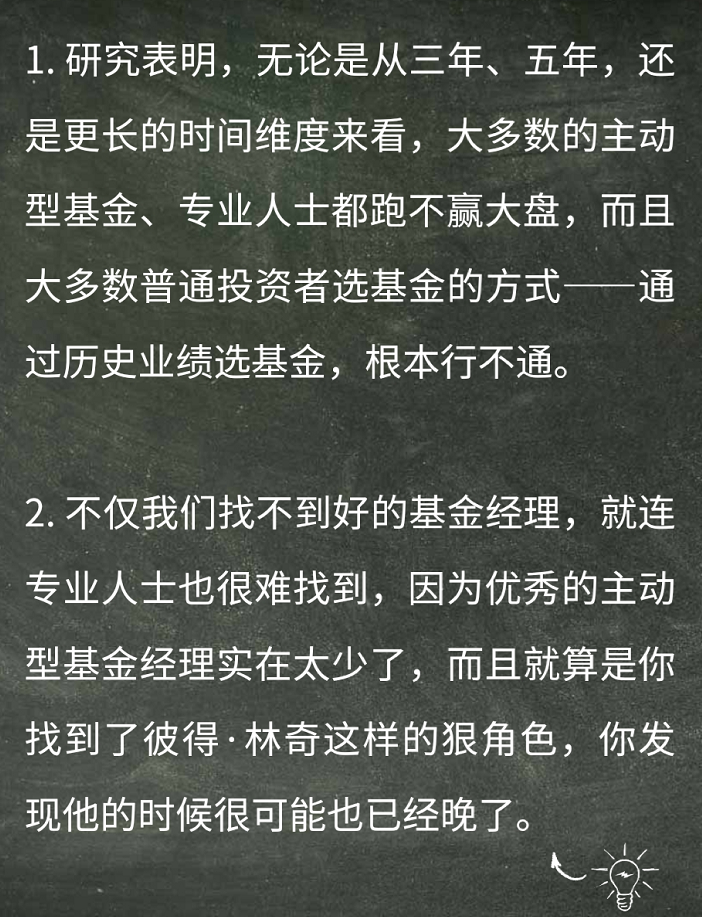 1. 研究表明，无论是从三年、五年，还
是更长的时间维度来看，大多数的主动
型基金、专业人士都跑不赢大盘，而且
大多数普通投资者选基金的方式——通
过历史业绩选基金，根本行不通。
2. 不仅我们找不到好的基金经理，就连
专业人士也很难找到，因为优秀的主动
型基金经理实在太少了，而且就算是你
找到了彼得·林奇这样的狠角色，你发
现他的时候很可能也已经晚了。